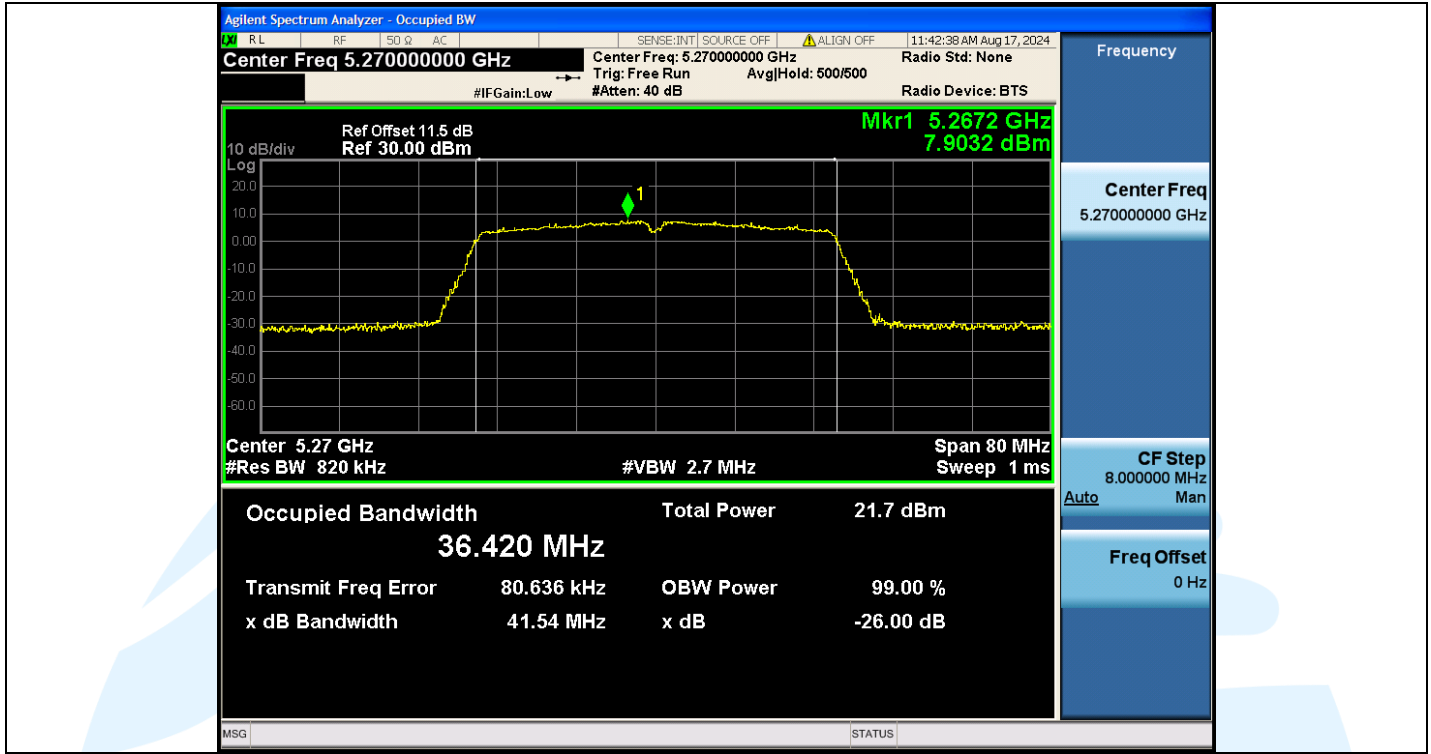 Agilent Spectrum Analyzer - Occupied BW
LXI RL RF 50 Ω AC SENSE:INT SOURCE OFF ALIGN OFF 11:42:38 AM Aug 17, 2024
Center Freq 5.270000000 GHz
Center Freq: 5.270000000 GHz Radio Std: None
Trig: Free Run Avg|Hold: 500/500
#IFGain:Low #Atten: 40 dB Radio Device: BTS
Mkr1 5.2672 GHz
7.9032 dBm
Ref Offset 11.5 dB
10 dB/div Ref 30.00 dBm
Log
20.0
1
10.0
0.00
-10.0
-20.0
-30.0
-40.0
-50.0
-60.0
Center 5.27 GHz Span 80 MHz
#Res BW 820 kHz #VBW 2.7 MHz Sweep 1 ms
Occupied Bandwidth Total Power 21.7 dBm
36.420 MHz
Transmit Freq Error 80.636 kHz OBW Power 99.00 %
x dB Bandwidth 41.54 MHz x dB -26.00 dB
MSG STATUS
Frequency
Center Freq
5.270000000 GHz
CF Step
8.000000 MHz
Auto Man
Freq Offset
0 Hz